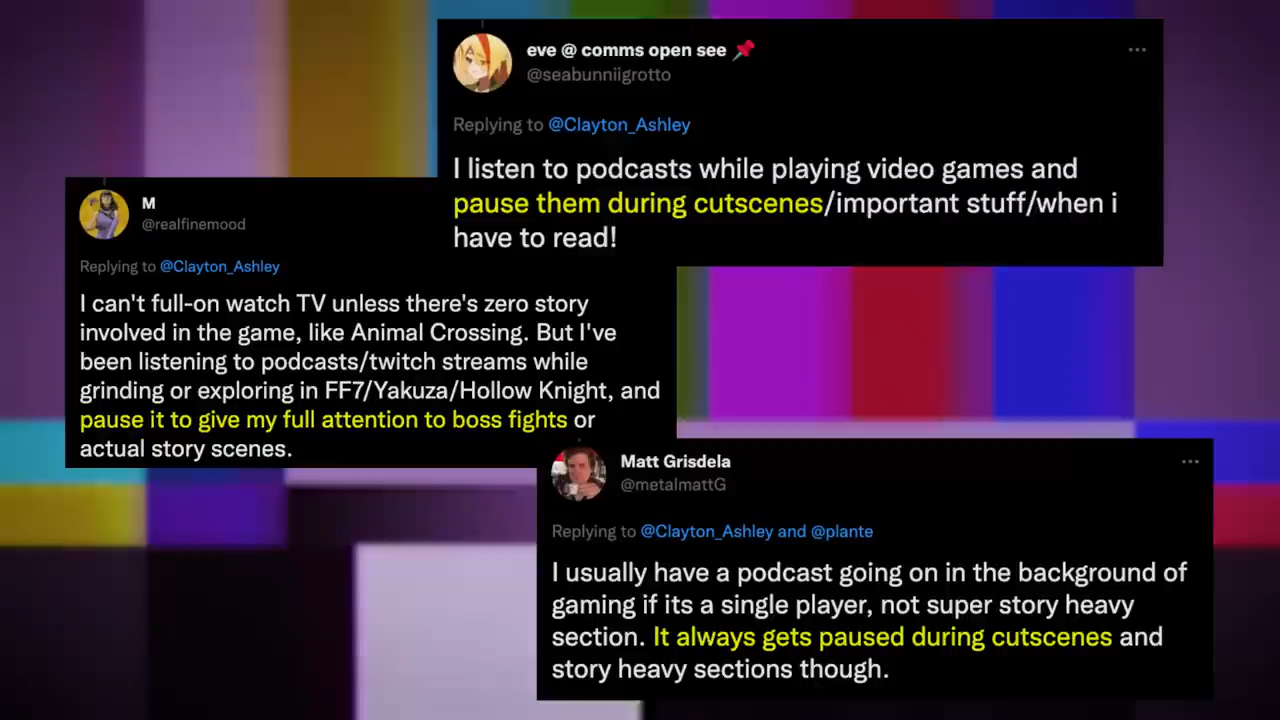 eve @ comms open see 📌
@seabunniigrotto
Replying to @Clayton_Ashley
I listen to podcasts while playing video games and
pause them during cutscenes/important stuff/when i
have to read!
M
@realfinemood
Replying to @Clayton_Ashley
I can't full-on watch TV unless there's zero story
involved in the game, like Animal Crossing. But I've
been listening to podcasts/twitch streams while
grinding or exploring in FF7/Yakuza/Hollow Knight, and
pause it to give my full attention to boss fights or
actual story scenes.
Matt Grisdela
@metalmattG
Replying to @Clayton_Ashley and @plante
I usually have a podcast going on in the background of
gaming if its a single player, not super story heavy
section. It always gets paused during cutscenes and
story heavy sections though.